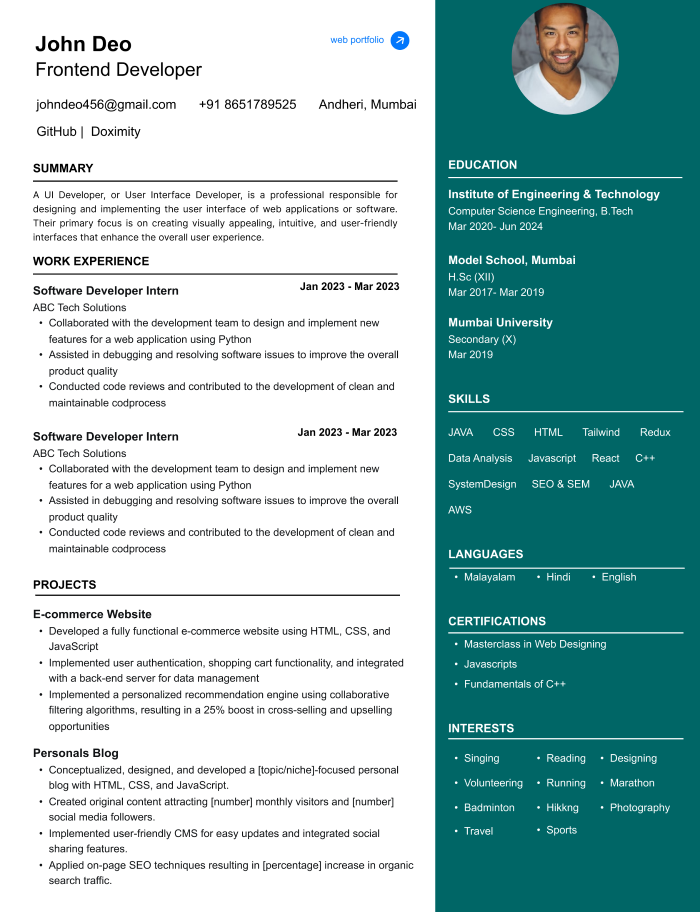 John Deo
web portfolio
Frontend Developer
johndeo456@gmail.com +91 8651789525 Andheri, Mumbai
GitHub | Doximity
SUMMARY
A UI Developer, or User Interface Developer, is a professional responsible for
designing and implementing the user interface of web applications or software.
Their primary focus is on creating visually appealing, intuitive, and user-friendly
interfaces that enhance the overall user experience.
WORK EXPERIENCE
Software Developer Intern Jan 2023 - Mar 2023
ABC Tech Solutions
• Collaborated with the development team to design and implement new
features for a web application using Python
• Assisted in debugging and resolving software issues to improve the overall
product quality
• Conducted code reviews and contributed to the development of clean and
maintainable codprocess
Software Developer Intern Jan 2023 - Mar 2023
ABC Tech Solutions
• Collaborated with the development team to design and implement new
features for a web application using Python
• Assisted in debugging and resolving software issues to improve the overall
product quality
• Conducted code reviews and contributed to the development of clean and
maintainable codprocess
PROJECTS
E-commerce Website
• Developed a fully functional e-commerce website using HTML, CSS, and
JavaScript
• Implemented user authentication, shopping cart functionality, and integrated
with a back-end server for data management
• Implemented a personalized recommendation engine using collaborative
filtering algorithms, resulting in a 25% boost in cross-selling and upselling
opportunities
Personals Blog
• Conceptualized, designed, and developed a [topic/niche]-focused personal
blog with HTML, CSS, and JavaScript.
• Created original content attracting [number] monthly visitors and [number]
social media followers.
• Implemented user-friendly CMS for easy updates and integrated social
sharing features.
• Applied on-page SEO techniques resulting in [percentage] increase in organic
search traffic.
EDUCATION
Institute of Engineering & Technology
Computer Science Engineering, B.Tech
Mar 2020- Jun 2024
Model School, Mumbai
H.Sc (XII)
Mar 2017- Mar 2019
Mumbai University
Secondary (X)
Mar 2019
SKILLS
JAVA CSS HTML Tailwind Redux
Data Analysis Javascript React C++
SystemDesign SEO & SEM JAVA
AWS
LANGUAGES
• Malayalam • Hindi • English
CERTIFICATIONS
• Masterclass in Web Designing
• Javascripts
• Fundamentals of C++
INTERESTS
• Singing • Reading • Designing
• Volunteering • Running • Marathon
• Badminton • Hikkng • Photography
• Travel • Sports